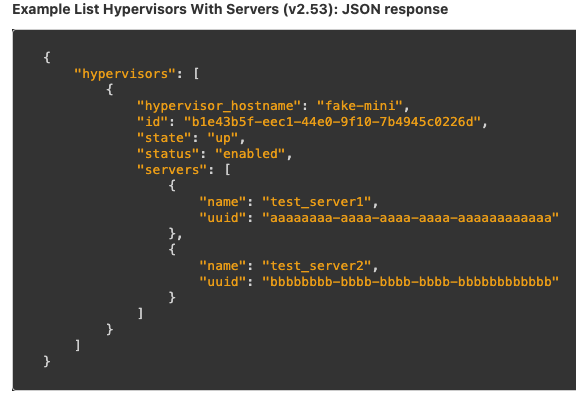 Example List Hypervisors With Servers (v2.53): JSON response
{
    "hypervisors": [
        {
            "hypervisor_hostname": "fake-mini",
            "id": "b1e43b5f-eec1-44e0-9f10-7b4945c0226d",
            "state": "up",
            "status": "enabled",
            "servers": [
                {
                    "name": "test_server1",
                    "uuid": "aaaaaaaa-aaaa-aaaa-aaaa-aaaaaaaaaaaa"
                },
                {
                    "name": "test_server2",
                    "uuid": "bbbbbbbb-bbbb-bbbb-bbbb-bbbbbbbbbbbb"
                }
            ]
        }
    ]
}